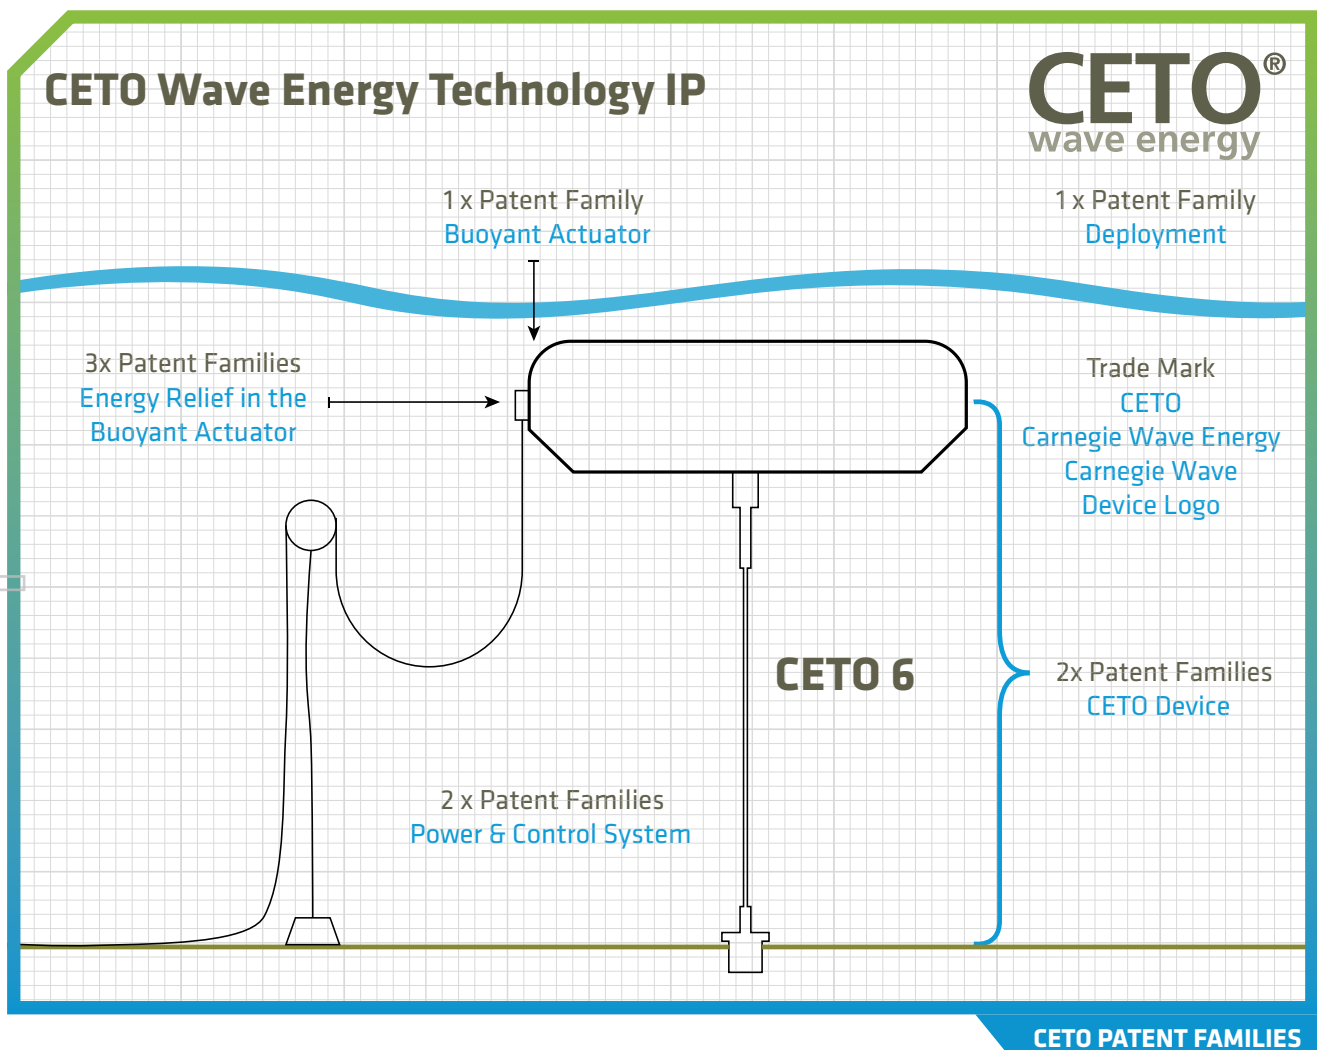 CETO Wave Energy Technology IP
CETO®
wave energy
1 x Patent Family
Buoyant Actuator
1 x Patent Family
Deployment
3x Patent Families
Energy Relief in the
Buoyant Actuator
Trade Mark
CETO
Carnegie Wave Energy
Carnegie Wave
Device Logo
CETO 6
2x Patent Families
CETO Device
2 x Patent Families
Power & Control System
CETO PATENT FAMILIES